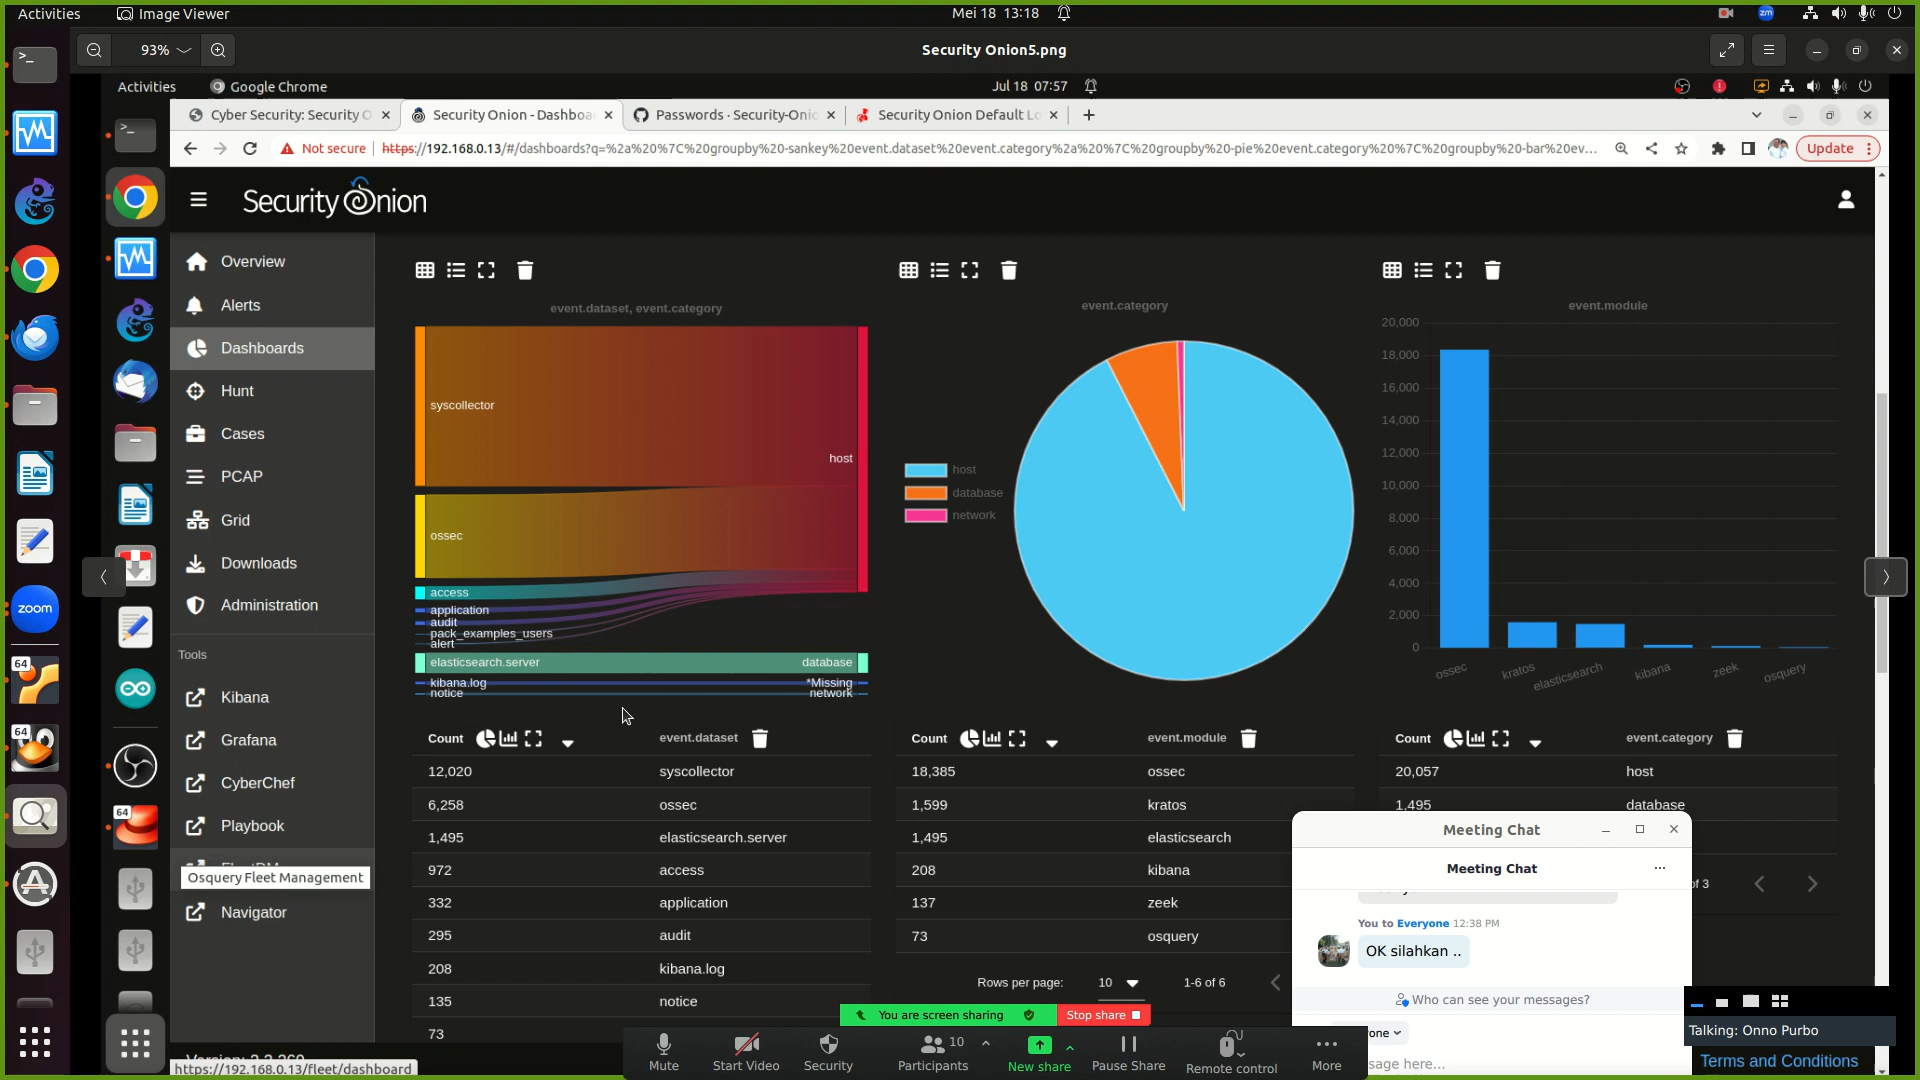 Activities
Image Viewer
Mei 18 13:18
zm
93%
Security Onion5.png
Activities
Google Chrome
Jul 18 07:57
Cyber Security: Security O
Security Onion - Dashboa
Passwords · Security-Onio
Security Onion Default Lo
Not secure
https://192.168.0.13/#/dashboards?q=%2a%20%7C%20groupby%20-sankey%20event.dataset%20event.category%2a%20%7C%20groupby%20-pie%20event.category%20%7C%20groupby%20-bar%20ev...
Update
Security Onion
Overview
Alerts
Dashboards
Hunt
Cases
PCAP
Grid
Downloads
Administration
Tools
Kibana
Grafana
CyberChef
Playbook
Osquery Fleet Management
Navigator
https://192.168.0.13/fleet/dashboard
zoom
64
64
64
event.dataset, event.category
syscollector
host
ossec
access
application
audit
pack_examples_users
alert
elasticsearch.server
database
kibana.log
*Missing
notice
network
event.category
host
database
network
event.module
20,000
18,000
16,000
14,000
12,000
10,000
8,000
6,000
4,000
2,000
0
ossec
kratos
elasticsearch
kibana
zeek
osquery
Count event.dataset
12,020 syscollector
6,258 ossec
1,495 elasticsearch.server
972 access
332 application
295 audit
208 kibana.log
135 notice
73
Count event.module
18,385 ossec
1,599 kratos
1,495 elasticsearch
208 kibana
137 zeek
73 osquery
Rows per page: 10 1-6 of 6
Count event.category
20,057 host
1,495 database
of 3
Meeting Chat
Meeting Chat
You to Everyone 12:38 PM
OK silahkan ..
Who can see your messages?
one
sage here...
You are screen sharing
Stop share
Mute
Start Video
Security
10
Participants
New share
Pause Share
Remote control
More
Talking: Onno Purbo
Terms and Conditions